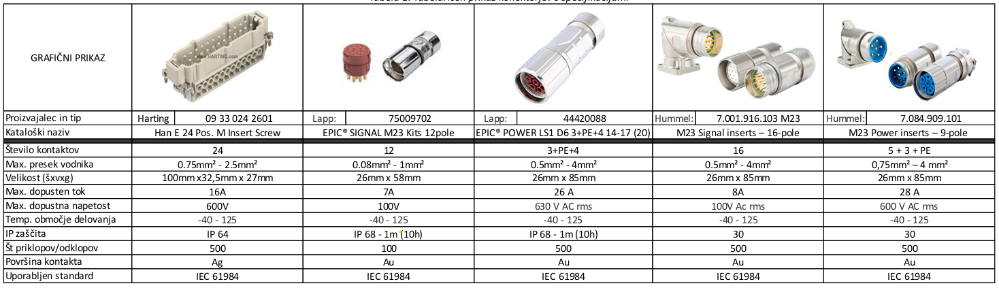 GRAFIČNI PRIKAZ
www.HARTING.com
Proizvajalec in tip Harting 09 33 024 2601 Lapp: 75009702 Lapp: 44420088 Hummel: 7.001.916.103 M23 Hummel: 7.084.909.101
Kataloški naziv Han E 24 Pos. M Insert Screw EPIC® SIGNAL M23 Kits 12pole EPIC® POWER LS1 D6 3+PE+4 14-17 (20) M23 Signal inserts – 16-pole M23 Power inserts – 9-pole
Število kontaktov 24 12 3+PE+4 16 5 + 3 + PE
Max. presek vodnika 0.75mm² - 2.5mm² 0.08mm² - 1mm² 0.5mm² - 4mm² 0.5mm² - 4mm² 0,75mm² – 4 mm²
Velikost (šxvxg) 100mm x32,5mm x 27mm 26mm x 58mm 26mm x 85mm 26mm x 85mm 26mm x 85mm
Max. dopusten tok 16A 7A 26 A 8A 28 A
Max. dopustna napetost 600V 100V 630 V AC rms 100V Ac rms 600 V AC rms
Temp. območje delovanja -40 - 125 -40 - 125 -40 - 125 -40 - 125 -40 - 125
IP zaščita IP 64 IP 68 - 1m (10h) IP 68 - 1m (10h) 30 30
Št priklopov/odklopov 500 100 500 500 500
Površina kontakta Ag Au Au Au Au
Uporabljen standard IEC 61984 IEC 61984 IEC 61984 IEC 61984 IEC 61984